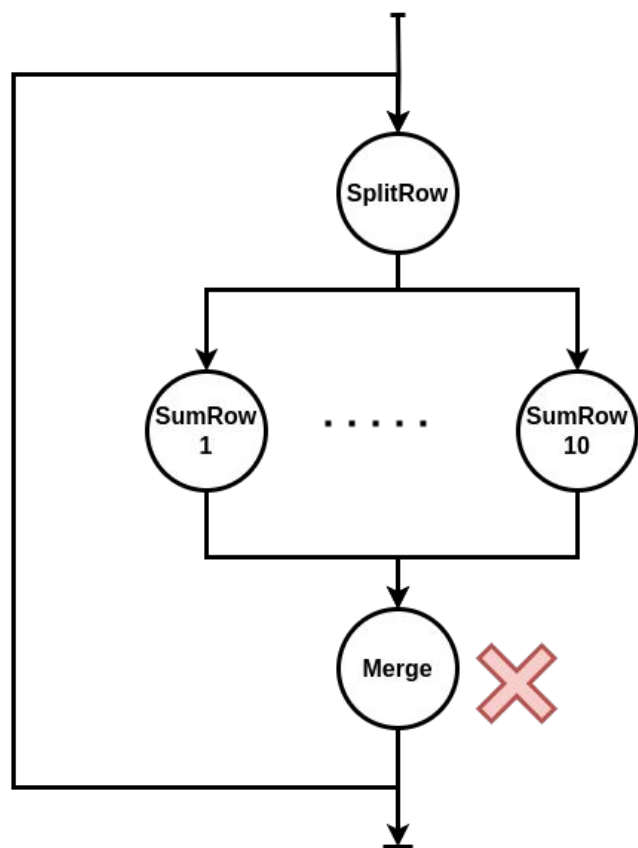 SplitRow
SumRow
1
. . . . .
SumRow
10
Merge